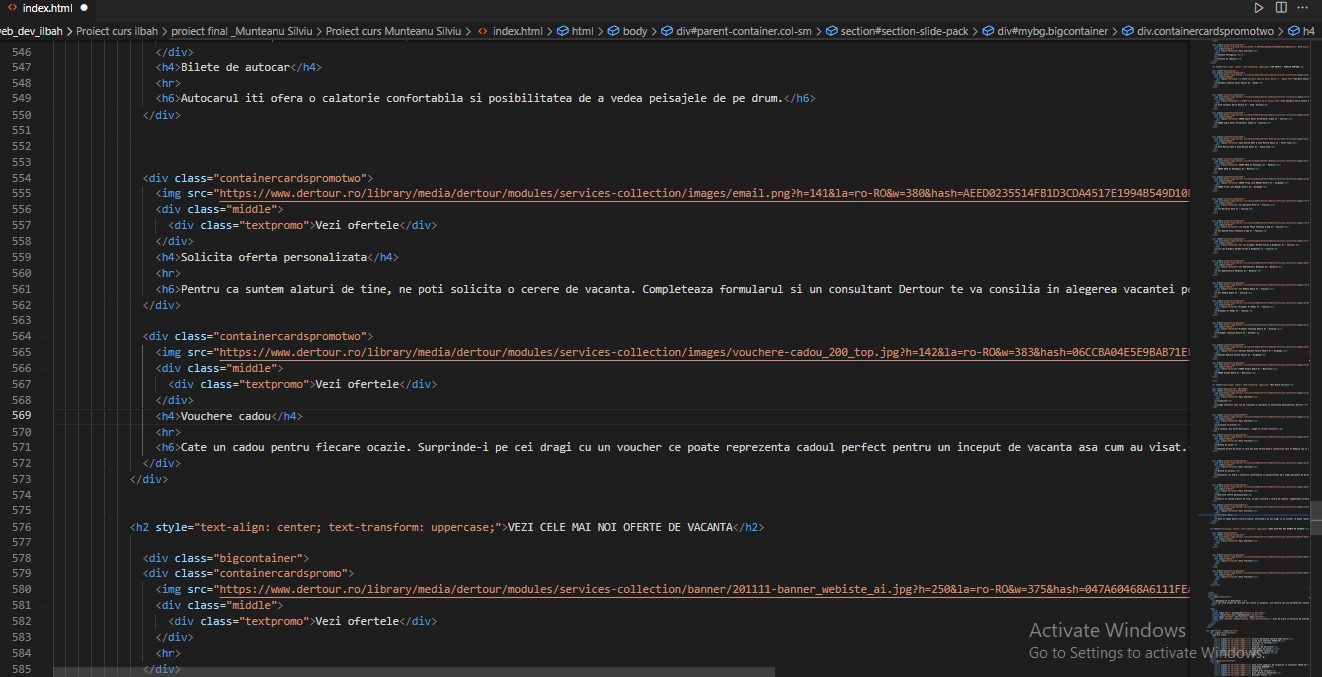 index.html
web_dev_ilbah > Proiect curs ilbah > proiect final _Munteanu Silviu > Proiect curs Munteanu Silviu > index.html > html > body > div#parent-container.col-sm > section#section-slide-pack > div#mybg.bigcontainer > div.containercardspromotwo > h4
546 </div>
547 <h4>Bilete de autocar</h4>
548 <hr>
549 <h6>Autocarul iti ofera o calatorie confortabila si posibilitatea de a vedea peisajele de pe drum.</h6>
550 </div>
551
552
553
554 <div class="containercardspromotwo">
555 <img src="https://www.dertour.ro/library/media/dertour/modules/services-collection/images/email.png?h=141&la=ro-RO&w=380&hash=AEED0235514FB1D3CDA4517E1994B549D10
556 <div class="middle">
557 <div class="textpromo">Vezi ofertele</div>
558 </div>
559 <h4>Solicita oferta personalizata</h4>
560 <hr>
561 <h6>Pentru ca suntem alaturi de tine, ne poti solicita o cerere de vacanta. Completeaza formularul si un consultant Dertour te va consilia in alegerea vacantei
562 </div>
563
564 <div class="containercardspromotwo">
565 <img src="https://www.dertour.ro/library/media/dertour/modules/services-collection/images/vouchere-cadou_200_top.jpg?h=142&la=ro-RO&w=383&hash=06CCBA04E5E9BAB71E
566 <div class="middle">
567 <div class="textpromo">Vezi ofertele</div>
568 </div>
569 <h4>Vouchere cadou</h4>
570 <hr>
571 <h6>Cate un cadou pentru fiecare ocazie. Surprinde-i pe cei dragi cu un voucher ce poate reprezenta cadoul perfect pentru un inceput de vacanta asa cum au visat.
572 </div>
573 </div>
574
575
576 <h2 style="text-align: center; text-transform: uppercase;">VEZI CELE MAI NOI OFERTE DE VACANTA</h2>
577
578 <div class="bigcontainer">
579 <div class="containercardspromo">
580 <img src="https://www.dertour.ro/library/media/dertour/modules/services-collection/banner/201111-banner_webiste_ai.jpg?h=250&la=ro-RO&w=375&hash=047A60468A6111FE
581 <div class="middle">
582 <div class="textpromo">Vezi ofertele</div>
583 </div>
584 <hr>
585 </div>
Activate Windows
Go to Settings to activate Windows.